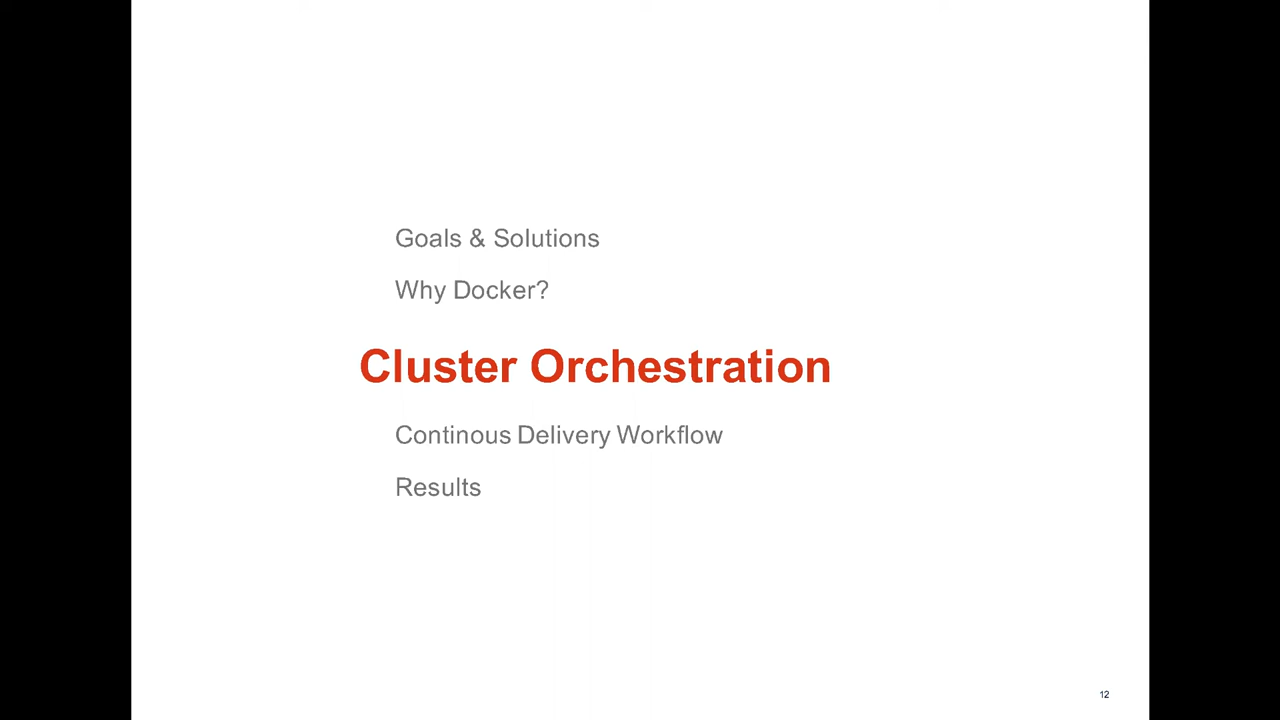 Goals & Solutions
Why Docker?
Cluster Orchestration
Continous Delivery Workflow
Results
12